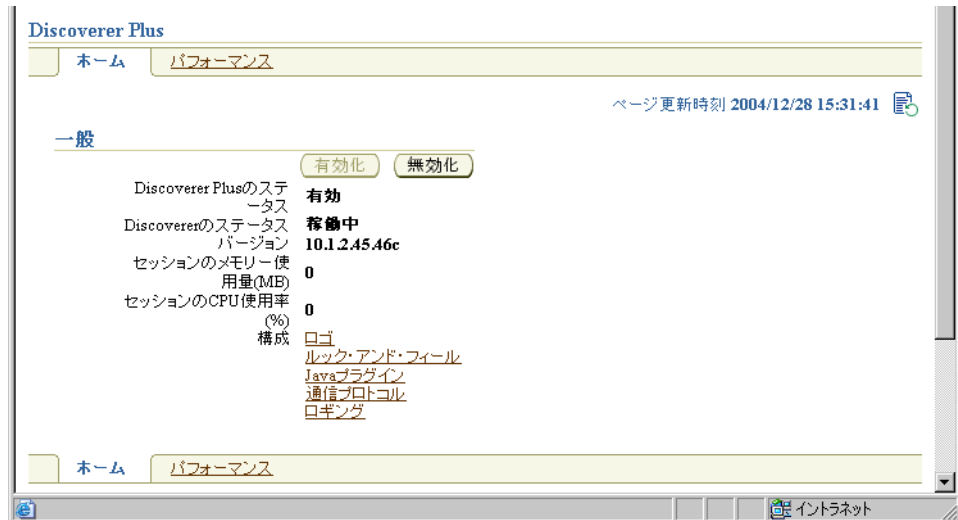 Discoverer Plus
ホーム パフォーマンス
ページ更新時刻 2004/12/28 15:31:41
一般
有効化 無効化
Discoverer Plusのステ
ータス 有効
Discovererのステータス 稼働中
バージョン 10.1.2.45.46c
セッションのメモリー使
用量(MB) 0
セッションのCPU使用率
(%) 0
構成 ロゴ
ルック・アンド・フィール
Javaプラグイン
通信プロトコル
ロギング
ホーム パフォーマンス
イントラネット